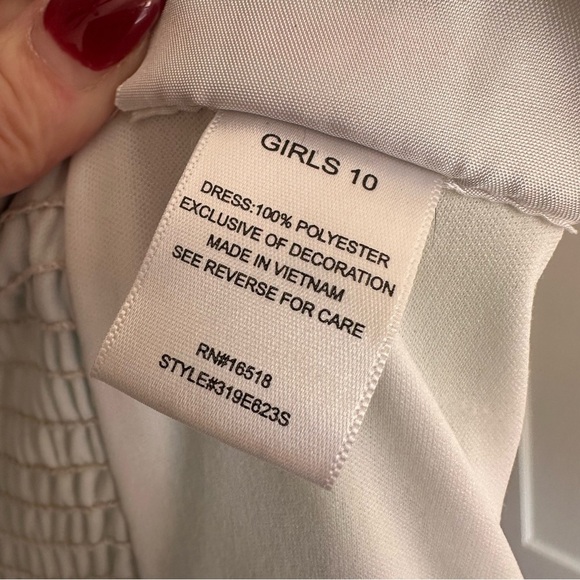 GIRLS 10
DRESS:100% POLYESTER
EXCLUSIVE OF DECORATION
MADE IN VIETNAM
SEE REVERSE FOR CARE
RN#16518
STYLE#319E623S